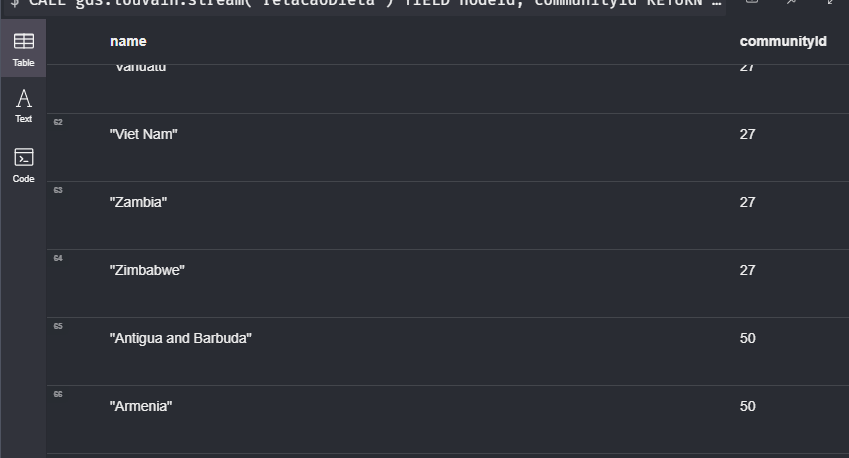 $ CALL gds.louvain.stream('relacaoDieta') YIELD nodeId, communityId RETURN …
name communityId
Table
"Vanuatu" 27
Text
62
"Viet Nam" 27
Code
63
"Zambia" 27
64
"Zimbabwe" 27
65
"Antigua and Barbuda" 50
66
"Armenia" 50